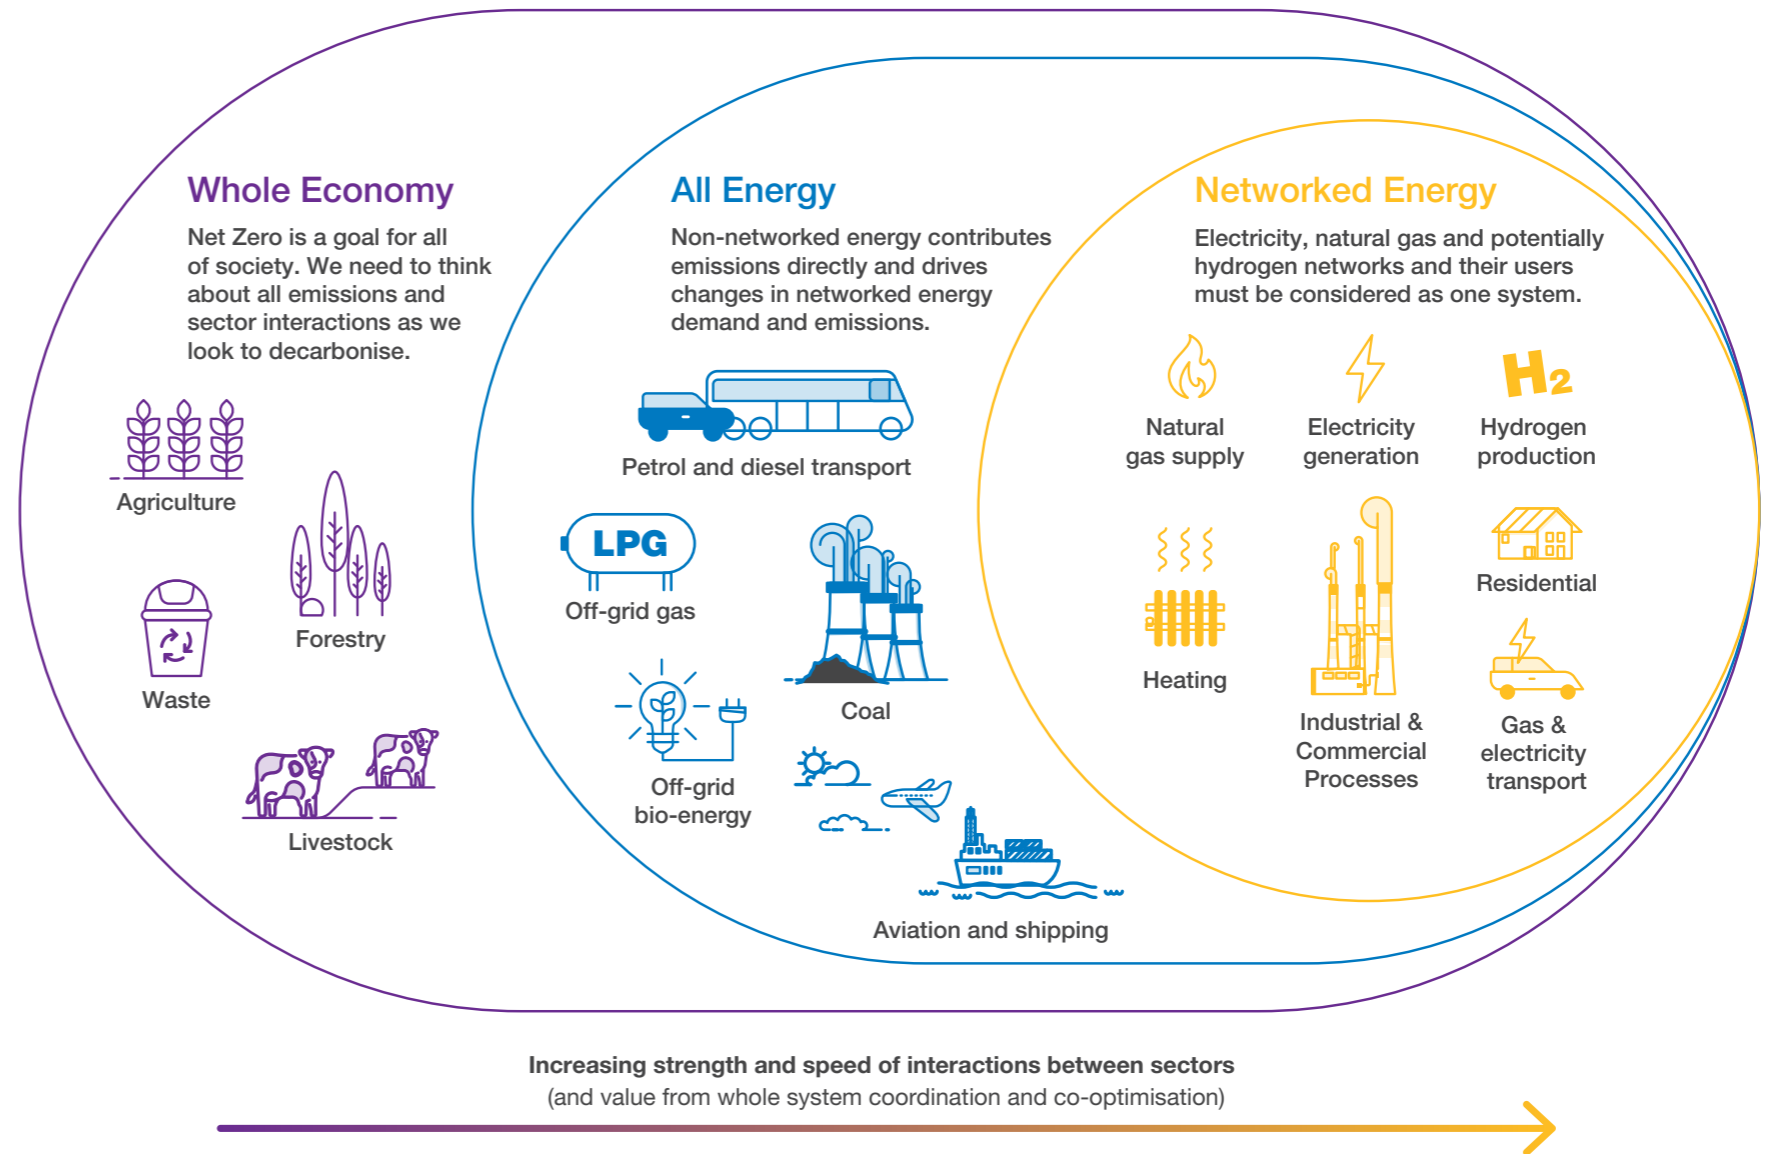 Whole Economy
Net Zero is a goal for all
of society. We need to think
about all emissions and
sector interactions as we
look to decarbonise.
Agriculture
Forestry
Waste
Livestock
All Energy
Non-networked energy contributes
emissions directly and drives
changes in networked energy
demand and emissions.
Petrol and diesel transport
LPG
Off-grid gas
Coal
Off-grid
bio-energy
Aviation and shipping
Networked Energy
Electricity, natural gas and potentially
hydrogen networks and their users
must be considered as one system.
Natural
gas supply
Electricity
generation
H2
Hydrogen
production
Heating
Industrial &
Commercial
Processes
Residential
Gas &
electricity
transport
Increasing strength and speed of interactions between sectors
(and value from whole system coordination and co-optimisation)